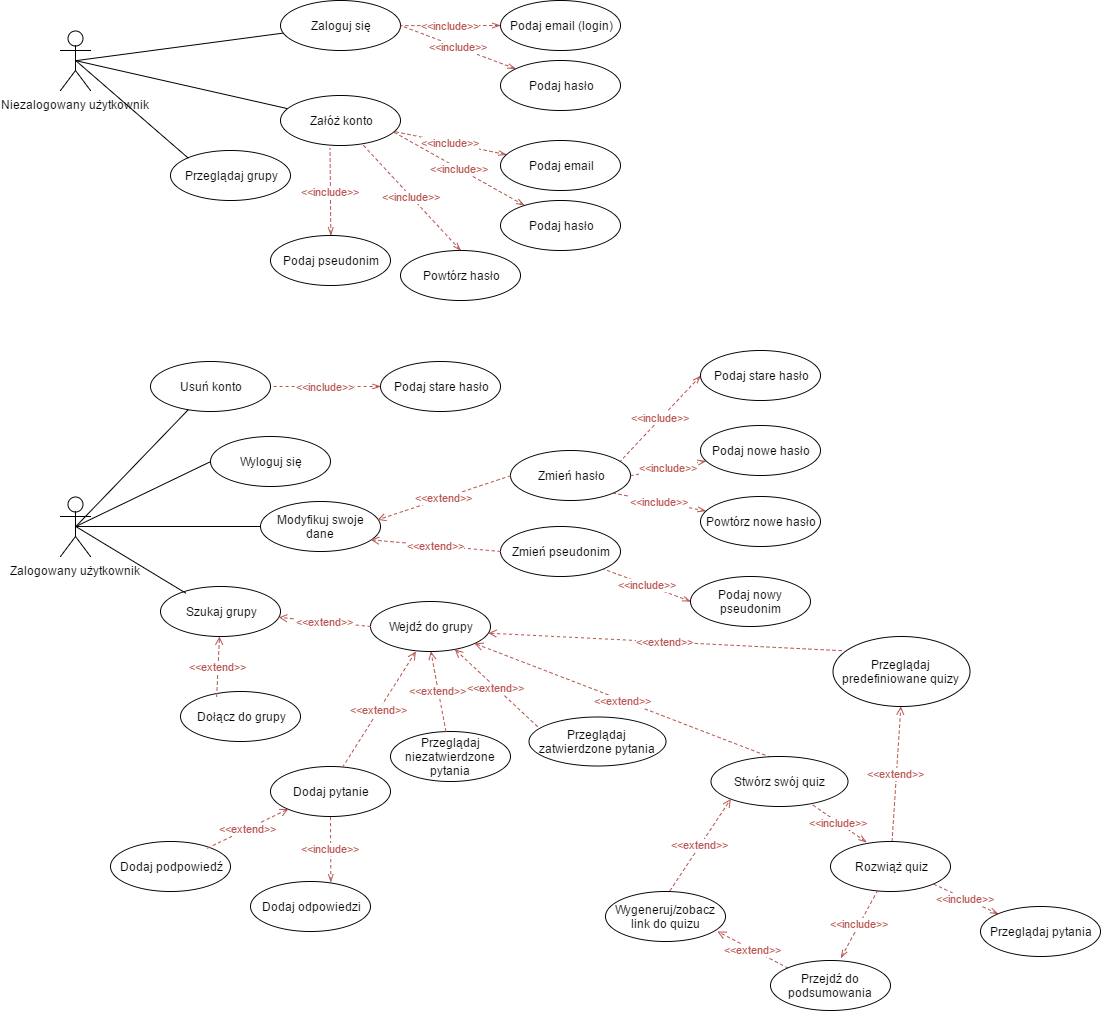 Zaloguj się
<<include>>
Podaj email (login)
<<include>>
Podaj hasło
Niezalogowany użytkownik
Załóż konto
<<include>>
Podaj email
<<include>>
Przeglądaj grupy
<<include>>
<<include>>
Podaj hasło
Podaj pseudonim
Powtórz hasło
Usuń konto
<<include>>
Podaj stare hasło
Podaj stare hasło
<<include>>
Podaj nowe hasło
Wyloguj się
<<include>>
Zmień hasło
<<extend>>
<<include>>
Powtórz nowe hasło
Modyfikuj swoje
dane
<<extend>>
Zmień pseudonim
Zalogowany użytkownik
<<include>>
Podaj nowy
pseudonim
Szukaj grupy
<<extend>>
Wejdź do grupy
<<extend>>
Przeglądaj
predefiniowane quizy
<<extend>>
Dołącz do grupy
<<extend>>
<<extend>>
<<extend>>
<<extend>>
Przeglądaj
niezatwierdzone
pytania
Przeglądaj
zatwierdzone pytania
Stwórz swój quiz
<<extend>>
Dodaj pytanie
<<extend>>
<<include>>
<<extend>>
<<include>>
Dodaj podpowiedź
Dodaj odpowiedzi
Rozwiąż quiz
<<include>>
Wygeneruj/zobacz
link do quizu
<<include>>
Przeglądaj pytania
<<extend>>
Przejdź do
podsumowania